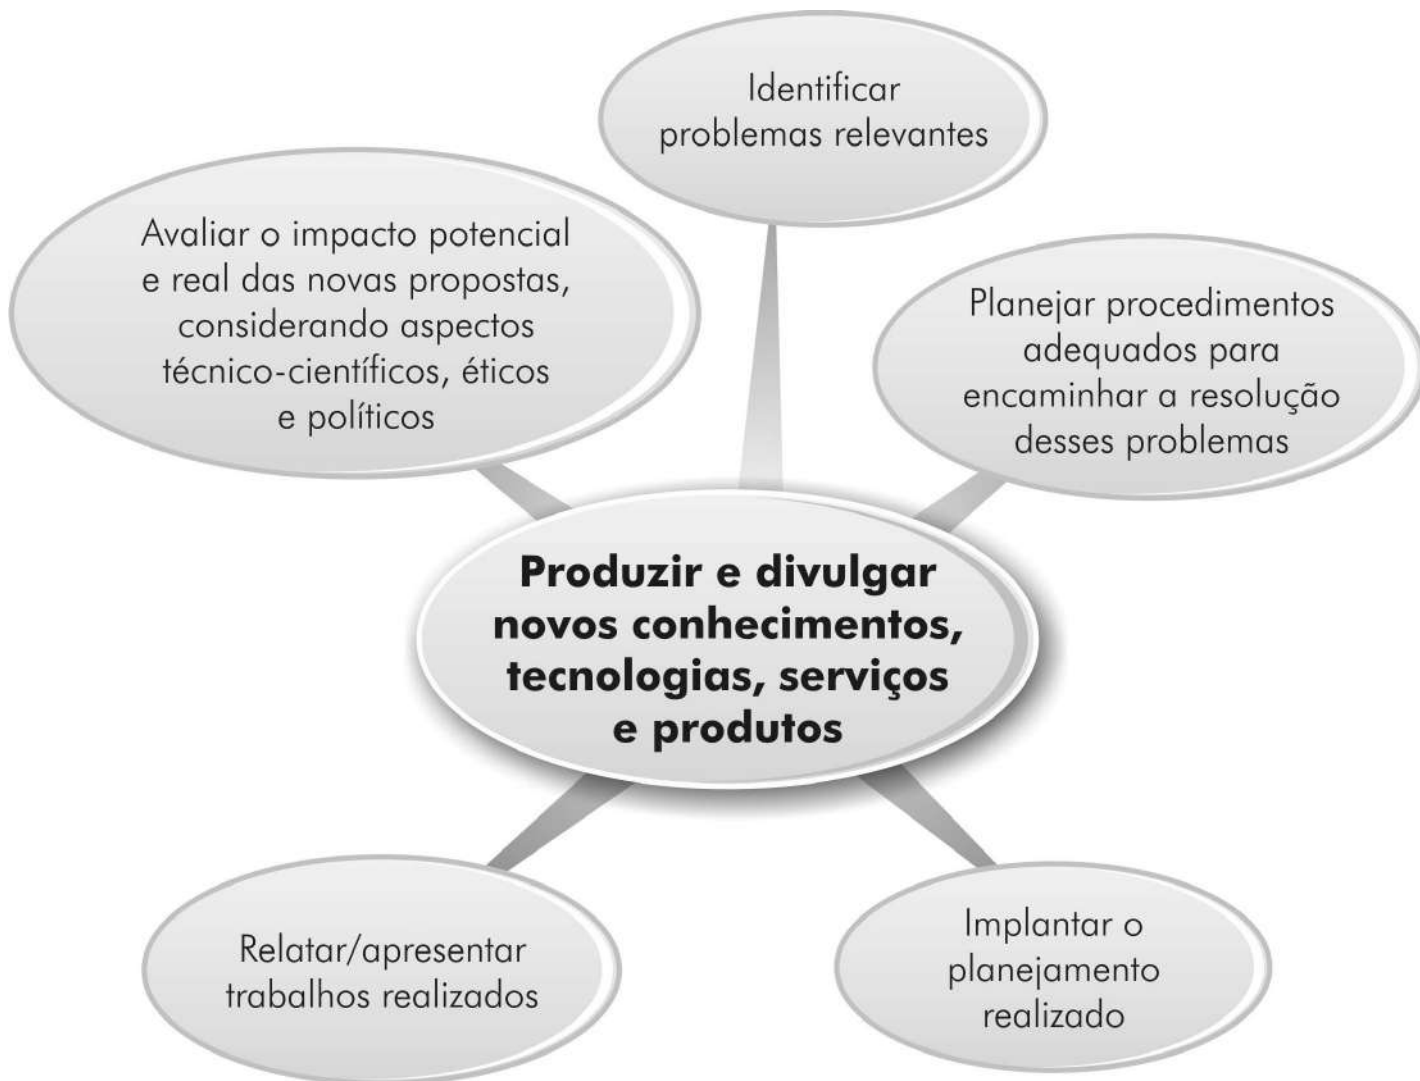 Identificar
problemas relevantes
Avaliar o impacto potencial
e real das novas propostas,
considerando aspectos
técnico-científicos, éticos
e políticos
Planejar procedimentos
adequados para
encaminhar a resolução
desses problemas
Produzir e divulgar
novos conhecimentos,
tecnologias, serviços
e produtos
Relatar/apresentar
trabalhos realizados
Implantar o
planejamento
realizado